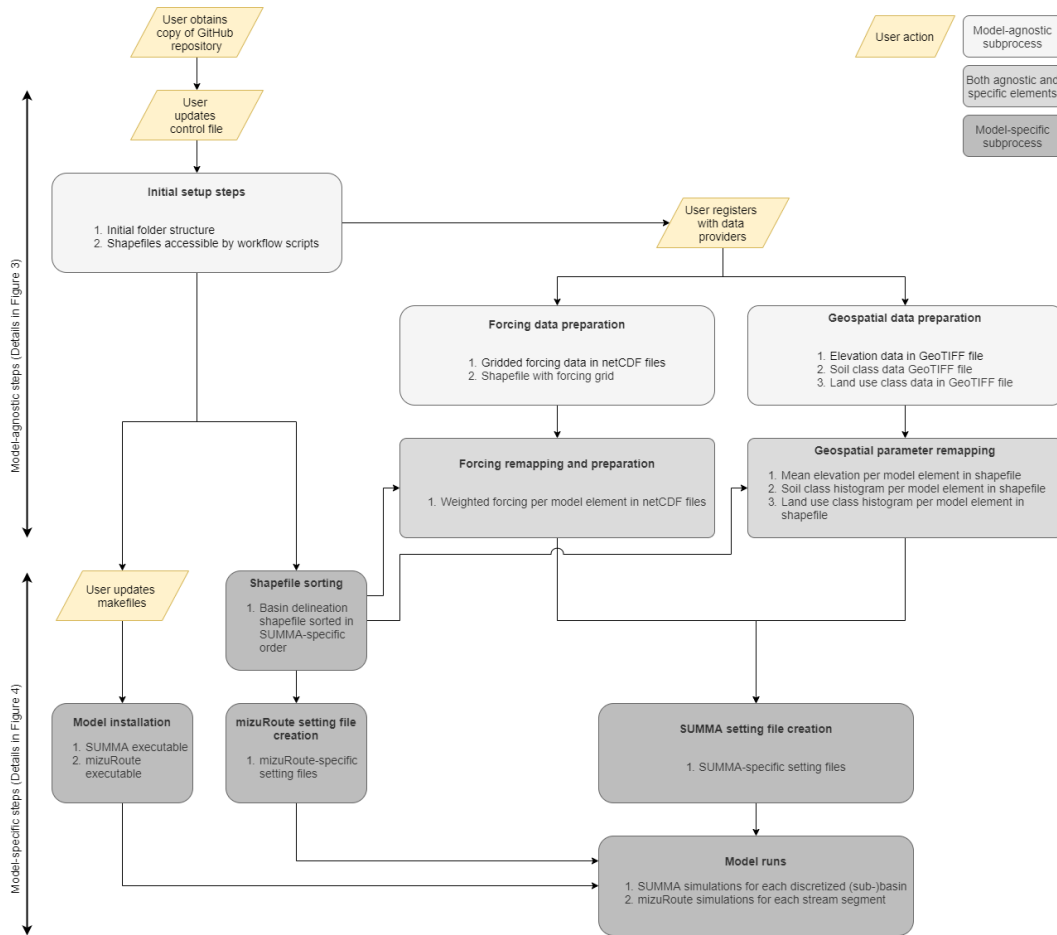 User obtains
copy of GitHub
repository
User action
Model-agnostic
subprocess
Both agnostic and
specific elements
Model-specific
subprocess
User
updates
control file
Model-agnostic steps (Details in Figure 3)
Initial setup steps
1. Initial folder structure
2. Shapefiles accessible by workflow scripts
User registers
with data
providers
Forcing data preparation
1. Gridded forcing data in netCDF files
2. Shapefile with forcing grid
Geospatial data preparation
1. Elevation data in GeoTIFF file
2. Soil class data GeoTIFF file
3. Land use class data in GeoTIFF file
Forcing remapping and preparation
1. Weighted forcing per model element in netCDF files
Geospatial parameter remapping
1. Mean elevation per model element in shapefile
2. Soil class histogram per model element in shapefile
3. Land use class histogram per model element in
shapefile
Model-specific steps (Details in Figure 4)
User updates
makefiles
Shapefile sorting
1. Basin delineation
shapefile sorted in
SUMMA-specific
order
Model installation
1. SUMMA executable
2. mizuRoute
executable
mizuRoute setting file
creation
1. mizuRoute-specific
setting files
SUMMA setting file creation
1. SUMMA-specific setting files
Model runs
1. SUMMA simulations for each discretized (sub-)basin
2. mizuRoute simulations for each stream segment